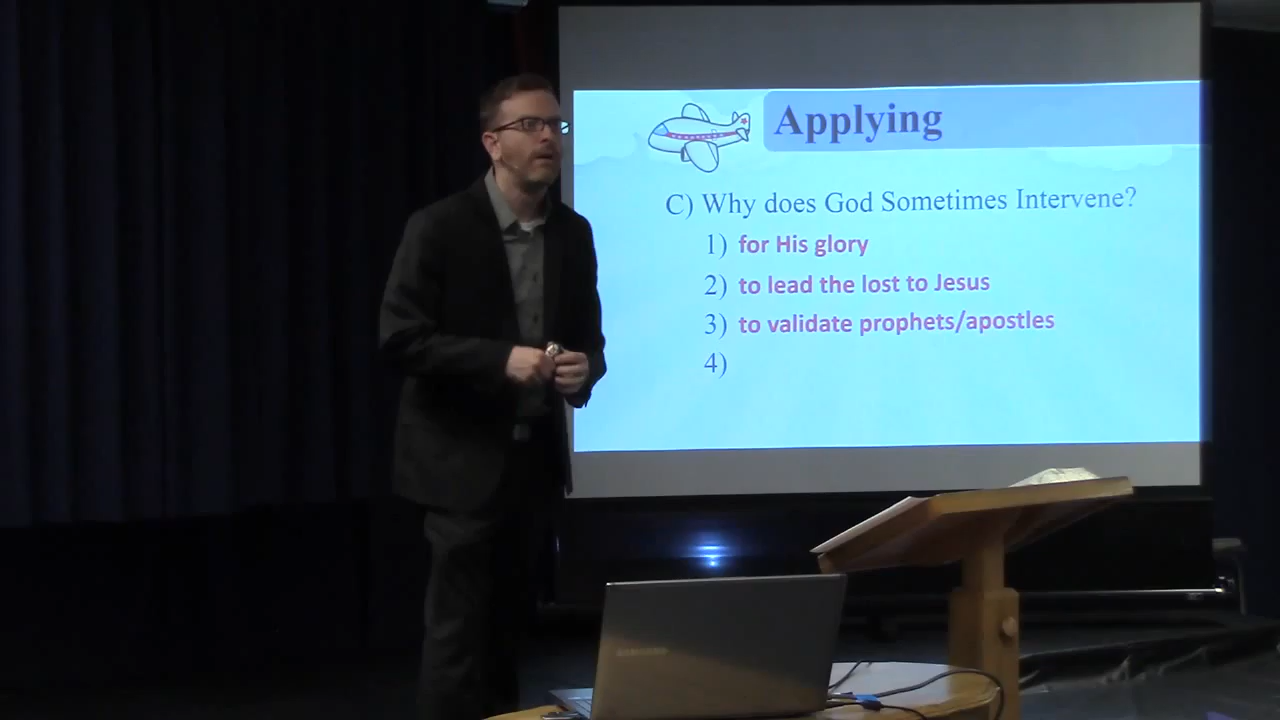 Applying
C) Why does God Sometimes Intervene?
1) for His glory
2) to lead the lost to Jesus
3) to validate prophets/apostles
4)
SAMSUNG